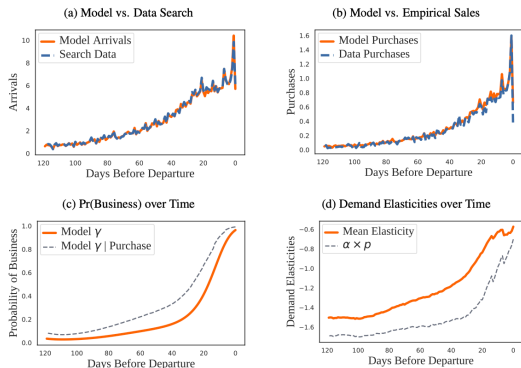 (a) Model vs. Data Search
Model Arrivals
Search Data
Arrivals
10
8
6
4
2
0
120 100 80 60 40 20 0
Days Before Departure
(b) Model vs. Empirical Sales
Model Purchases
Data Purchases
Purchases
1.6
1.4
1.2
1.0
0.8
0.6
0.4
0.2
0.0
120 100 80 60 40 20 0
Days Before Departure
(c) Pr(Business) over Time
Model γ
Model γ | Purchase
Probability of Business
1.0
0.8
0.6
0.4
0.2
0.0
120 100 80 60 40 20 0
Days Before Departure
(d) Demand Elasticities over Time
Mean Elasticity
α × p
Demand Elasticities
−0.6
−0.8
−1.0
−1.2
−1.4
−1.6
120 100 80 60 40 20 0
Days Before Departure